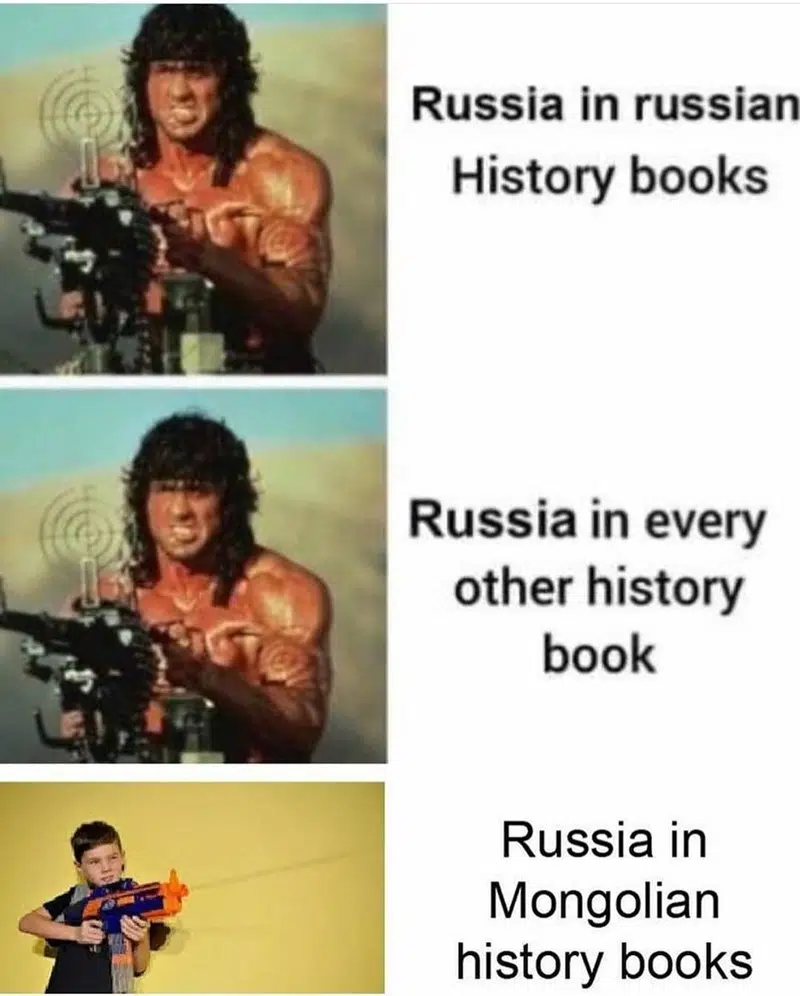 Russia in russian
History books
Russia in every
other history
book
Russia in
Mongolian
history books